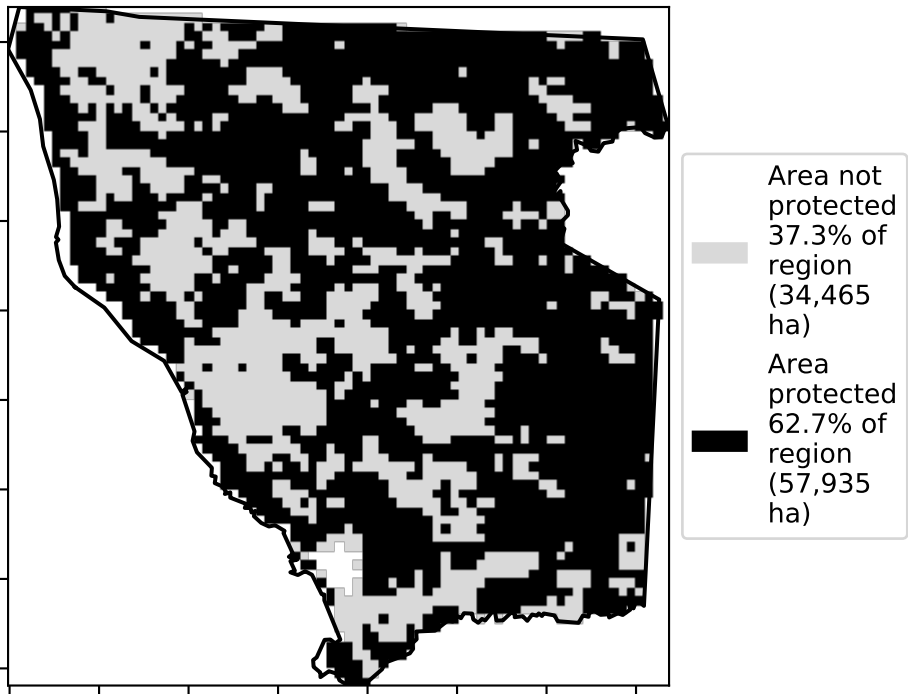 Area not
protected
37.3% of
region
(34,465
ha)
Area
protected
62.7% of
region
(57,935
ha)